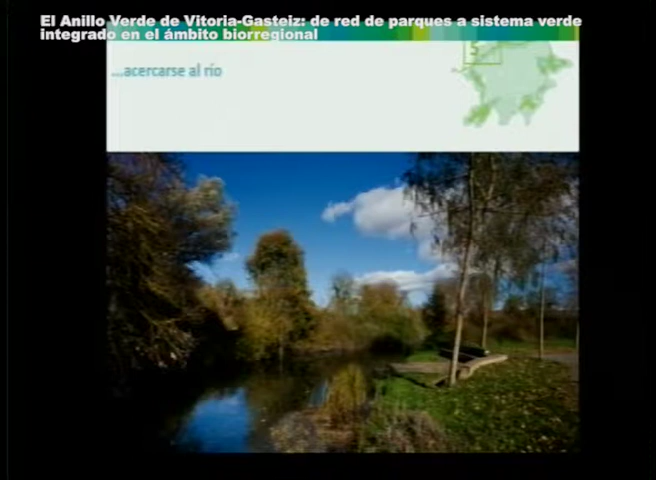 El Anillo Verde de Vitoria-Gasteiz: de red de parques a sistema verde
integrado en el ámbito biorregional
...acercarse al río
5